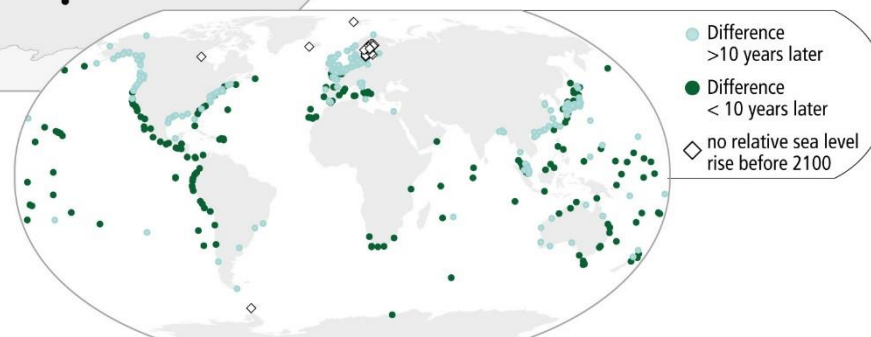 Difference
>10 years later
Difference
< 10 years later
no relative sea level
rise before 2100